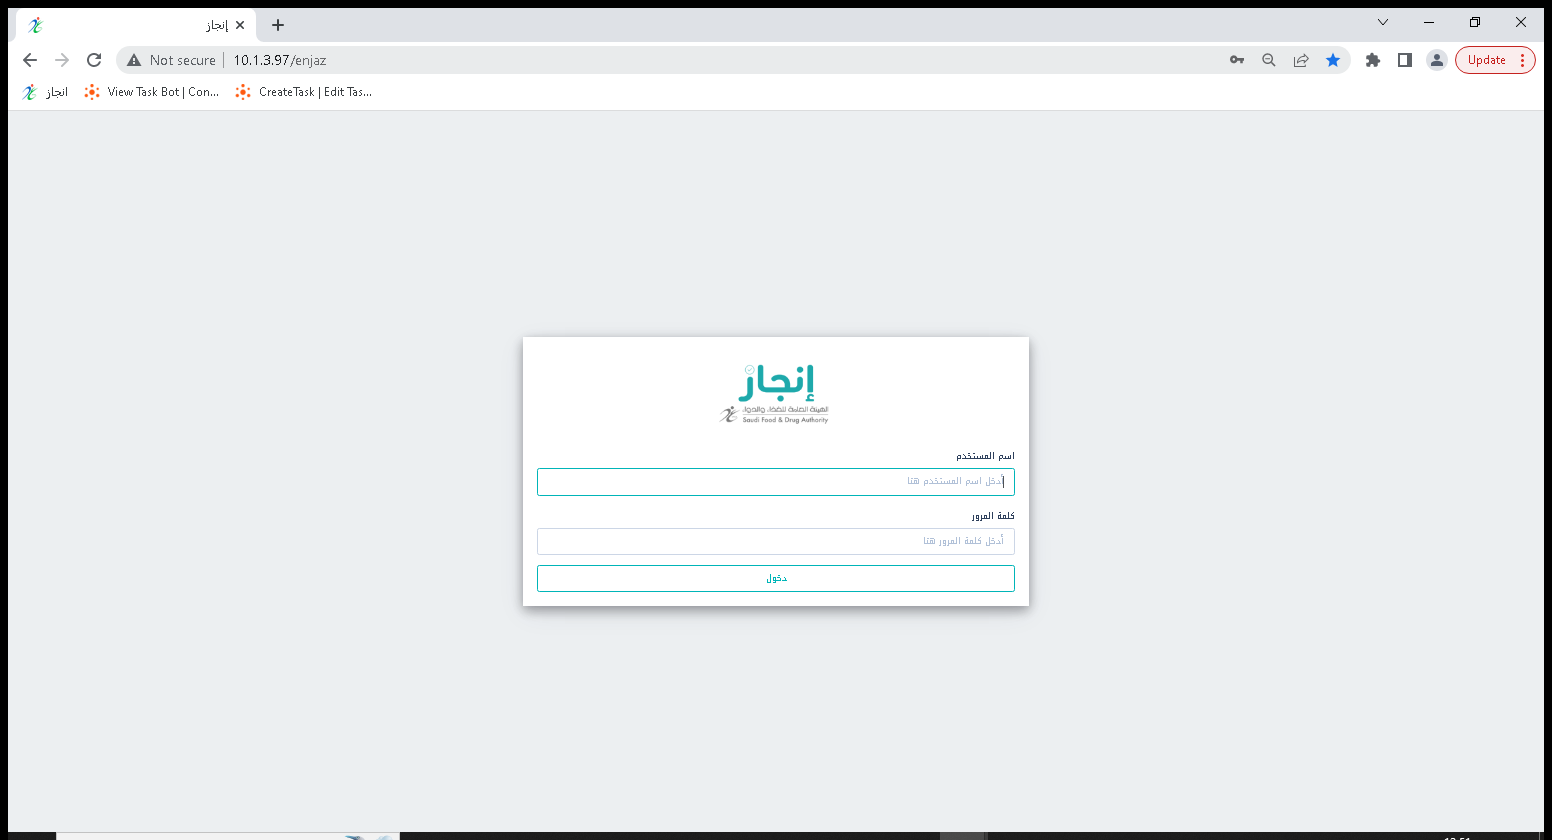 إنجاز
Not secure
10.1.3.97/enjaz
Update
انجاز
View Task Bot | Con...
CreateTask | Edit Tas...
إنجاز
الهيئة العامة للغذاء والدواء
Saudi Food & Drug Authority
اسم المستخدم
أدخل اسم المستخدم هنا
كلمة المرور
أدخل كلمة المرور هنا
دخول